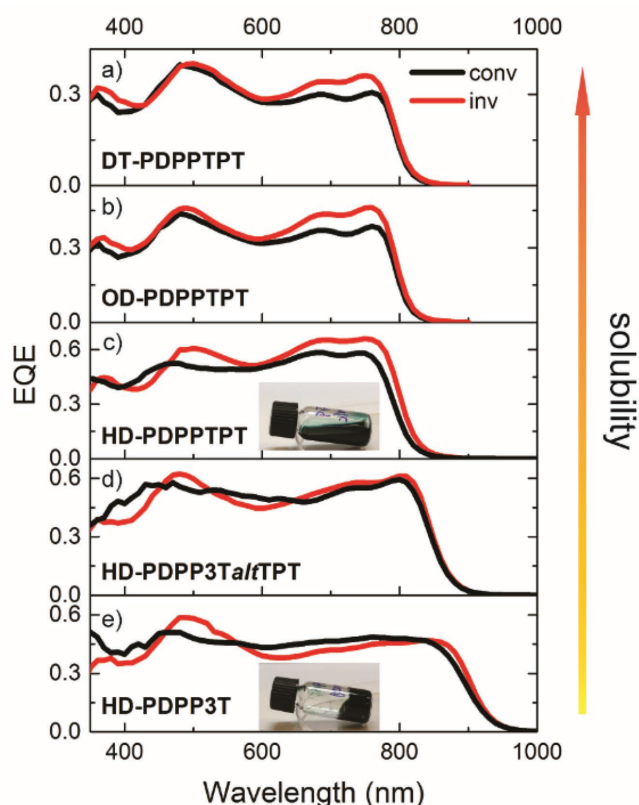 400 600 800 1000
a)
conv
inv
0.3
DT-PDPPTPT
0.0
b)
0.3
OD-PDPPTPT
0.0
c)
0.6
0.3
HD-PDPPTPT
0.0
d)
0.6
0.3
HD-PDPP3TaltTPT
0.0
e)
0.6
0.3
HD-PDPP3T
0.0
400 600 800 1000
Wavelength (nm)
EQE
solubility